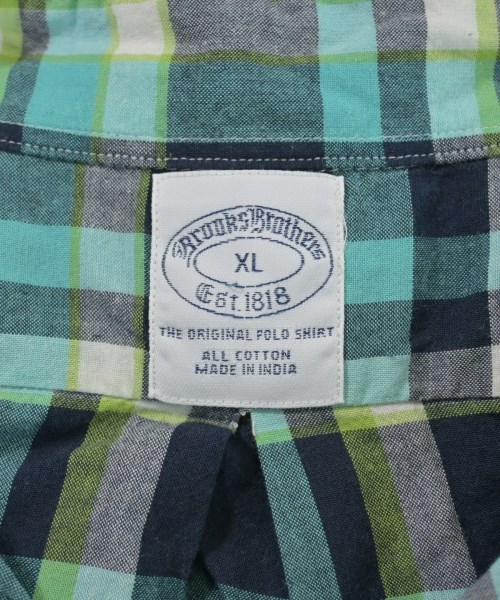 Brooks Brothers
XL
Est. 1818
THE ORIGINAL POLO SHIRT
ALL COTTON
MADE IN INDIA